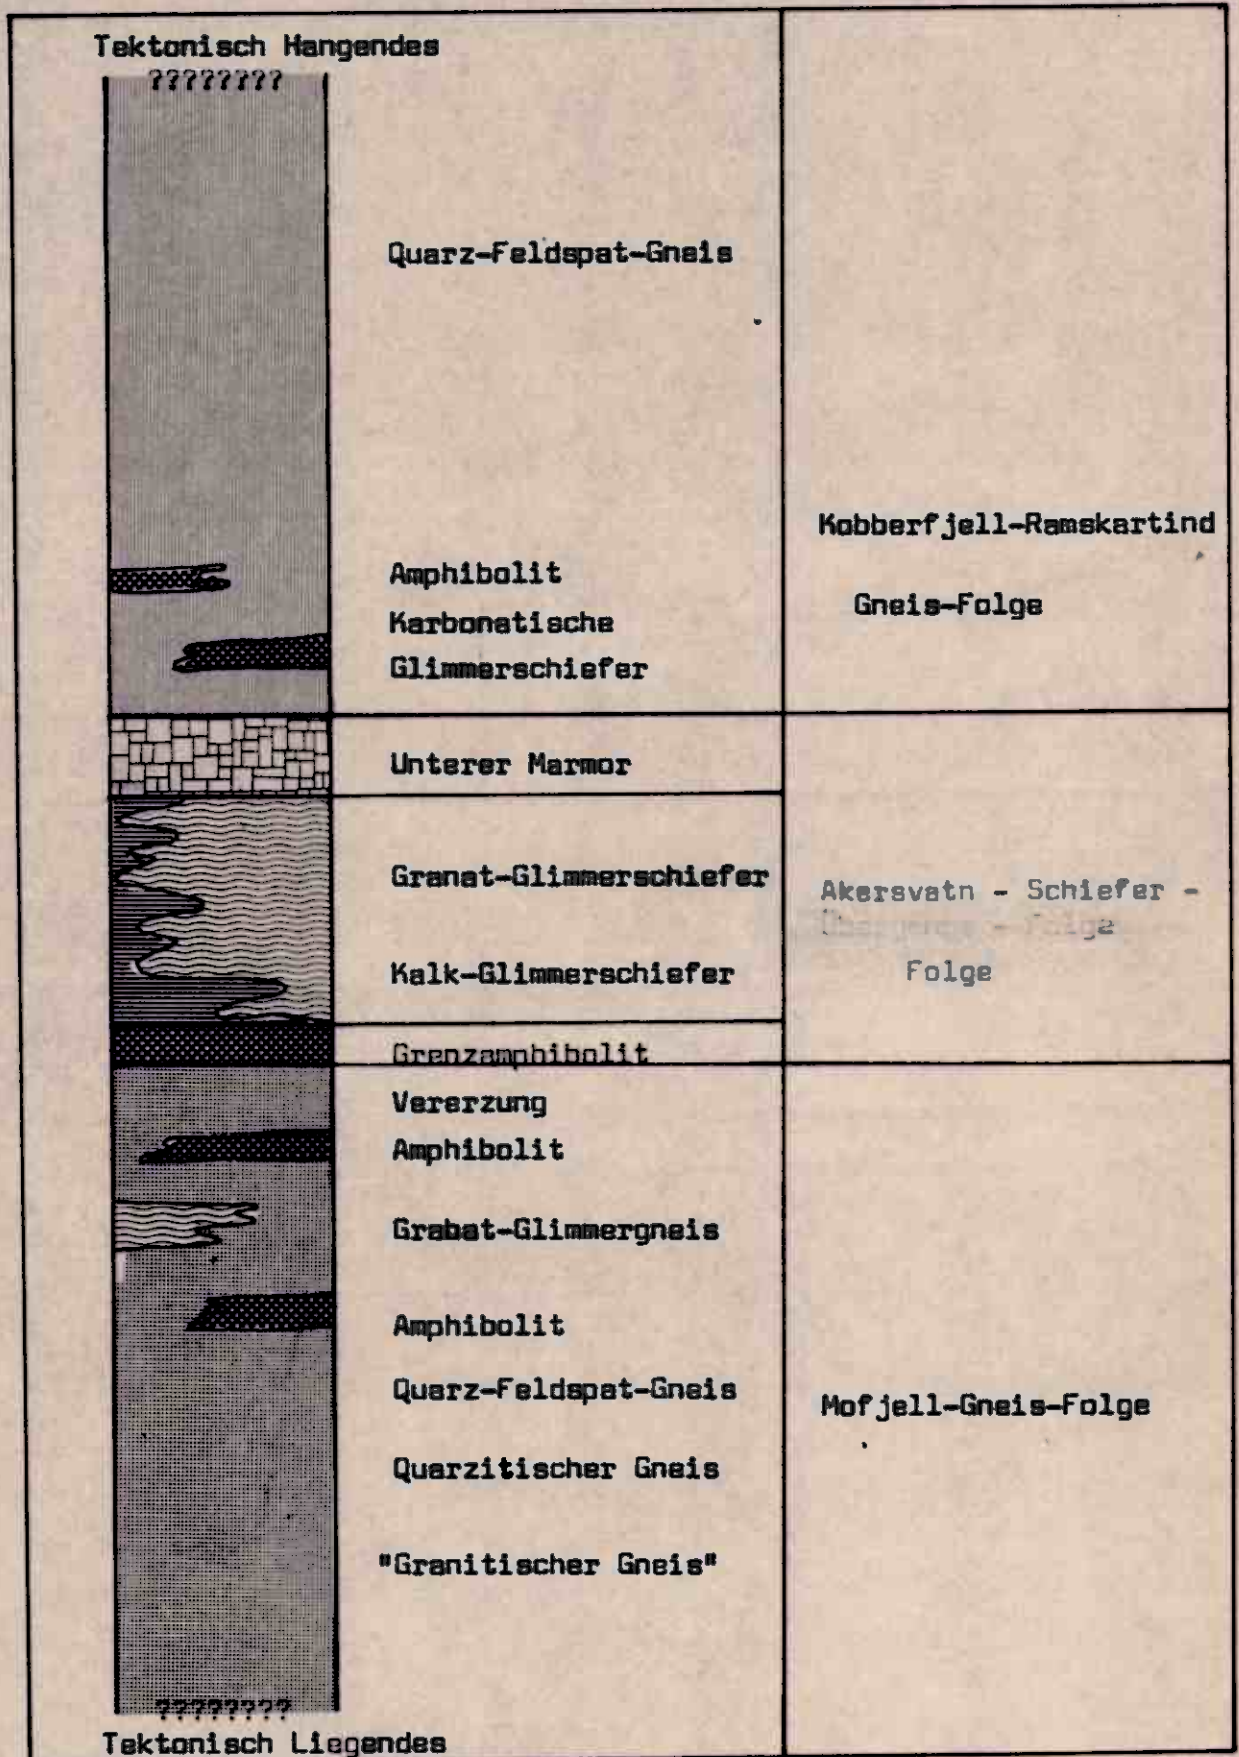 Tektonisch Hangendes
????????
Quarz-Feldspat-Gneis
Amphibolit
Karbonatische
Glimmerschiefer
Kobberfjell-Ramskartind
Gneis-Folge
Unterer Marmor
Granat-Glimmerschiefer
Kalk-Glimmerschiefer
Grenzamphibolit
Akersvatn - Schiefer -
- Folge
Folge
Vererzung
Amphibolit
Grabat-Glimmergneis
Amphibolit
Quarz-Feldspat-Gneis
Quarzitischer Gneis
"Granitischer Gneis"
Mofjell-Gneis-Folge
????????
Tektonisch Liegendes